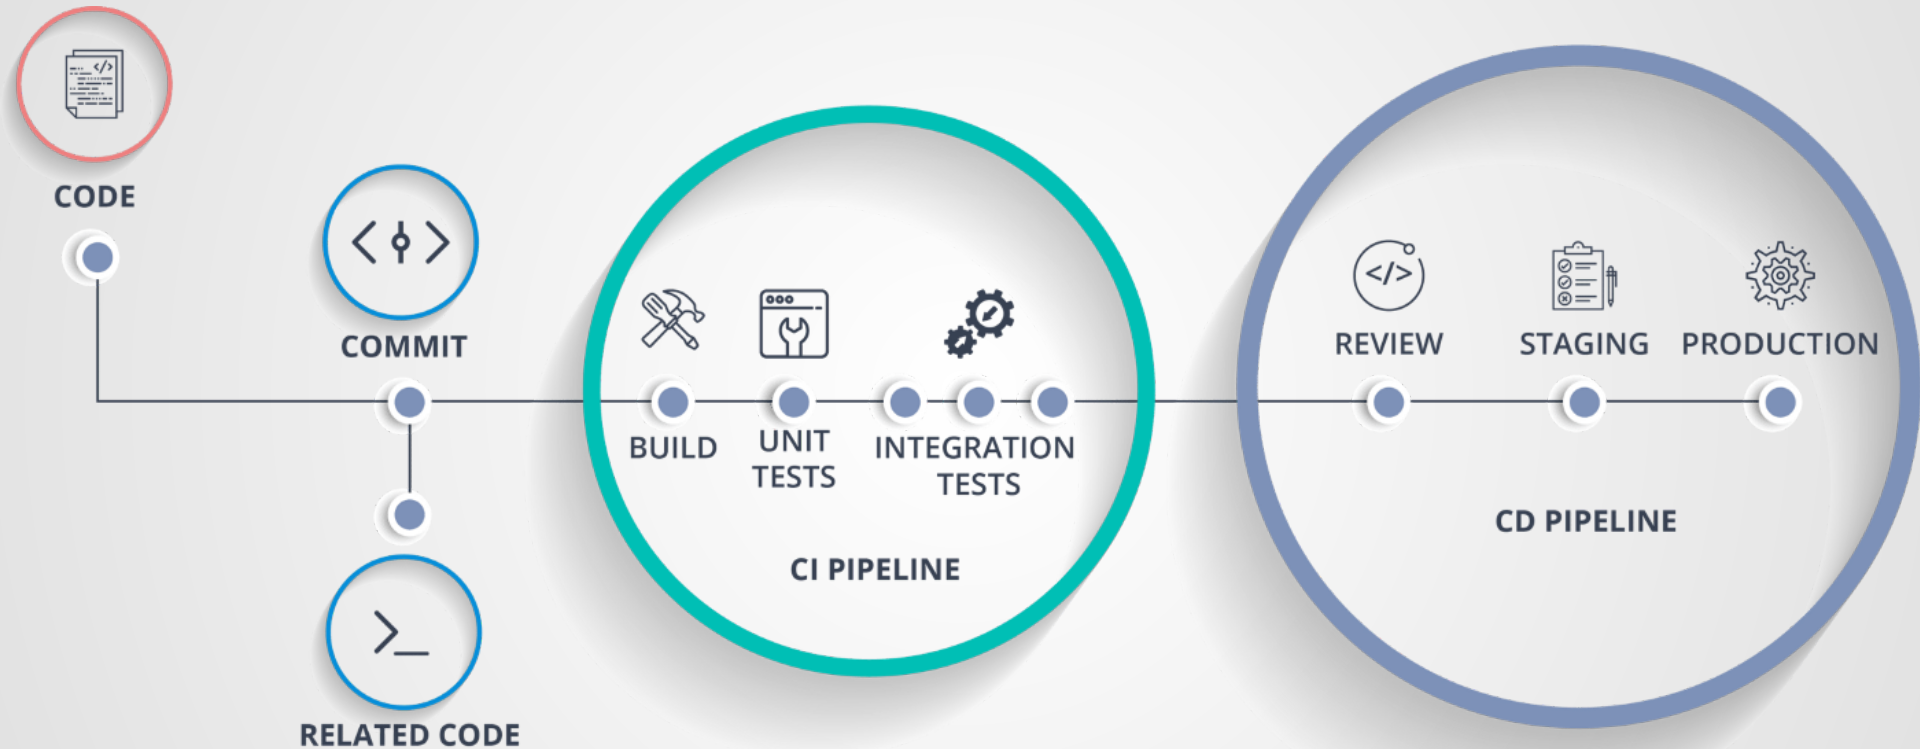 CODE
COMMIT
RELATED CODE
BUILD
UNIT
TESTS
INTEGRATION
TESTS
CI PIPELINE
</>
REVIEW
STAGING
PRODUCTION
CD PIPELINE